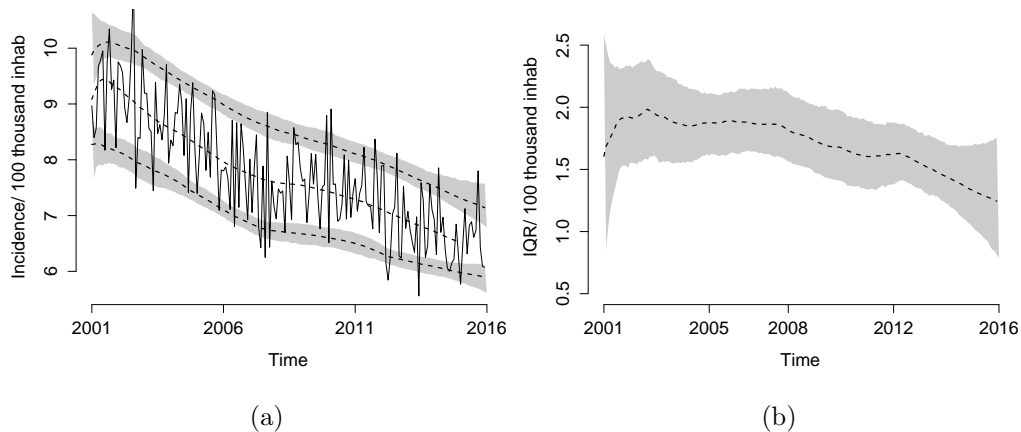 Incidence/ 100 thousand inhab
10
9
8
7
6
2001 2006 2011 2016
Time
(a)
IQR/ 100 thousand inhab
2.5
2.0
1.5
1.0
0.5
2001 2005 2008 2012 2016
Time
(b)